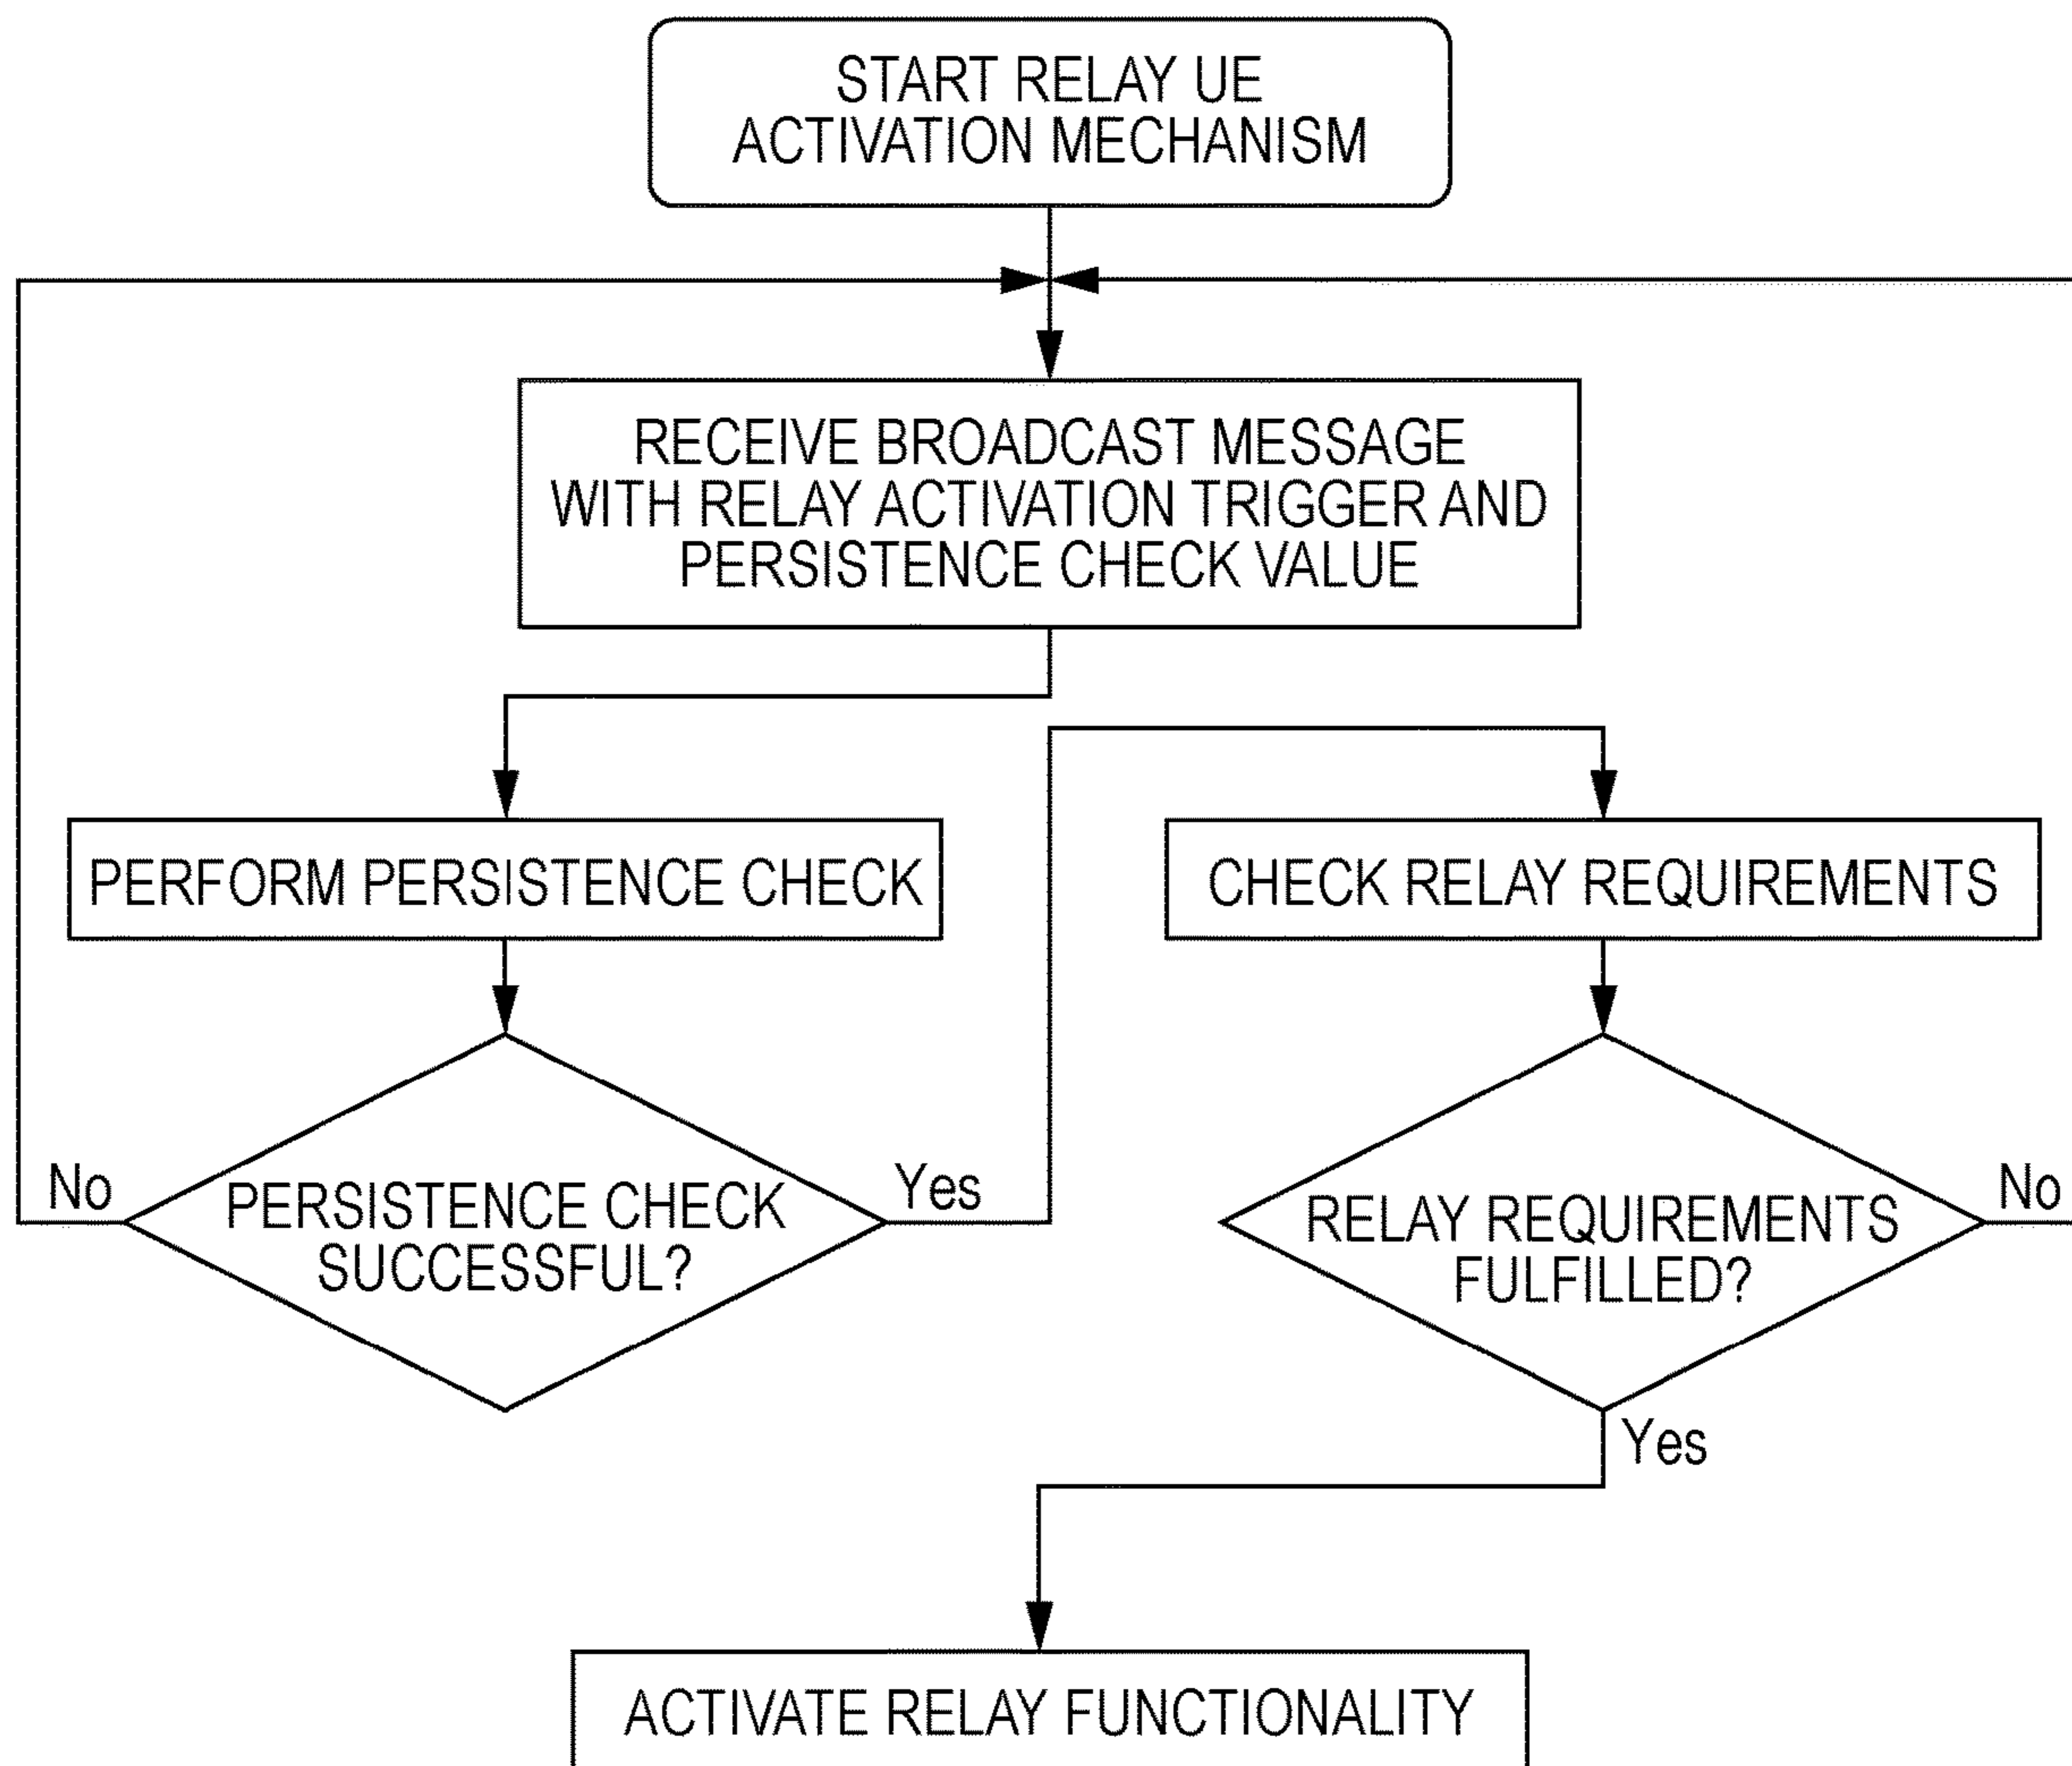 START RELAY UE
ACTIVATION MECHANISM
RECEIVE BROADCAST MESSAGE
WITH RELAY ACTIVATION TRIGGER AND
PERSISTENCE CHECK VALUE
PERFORM PERSISTENCE CHECK
CHECK RELAY REQUIREMENTS
No
PERSISTENCE CHECK
SUCCESSFUL?
Yes
RELAY REQUIREMENTS
FULFILLED?
No
Yes
ACTIVATE RELAY FUNCTIONALITY